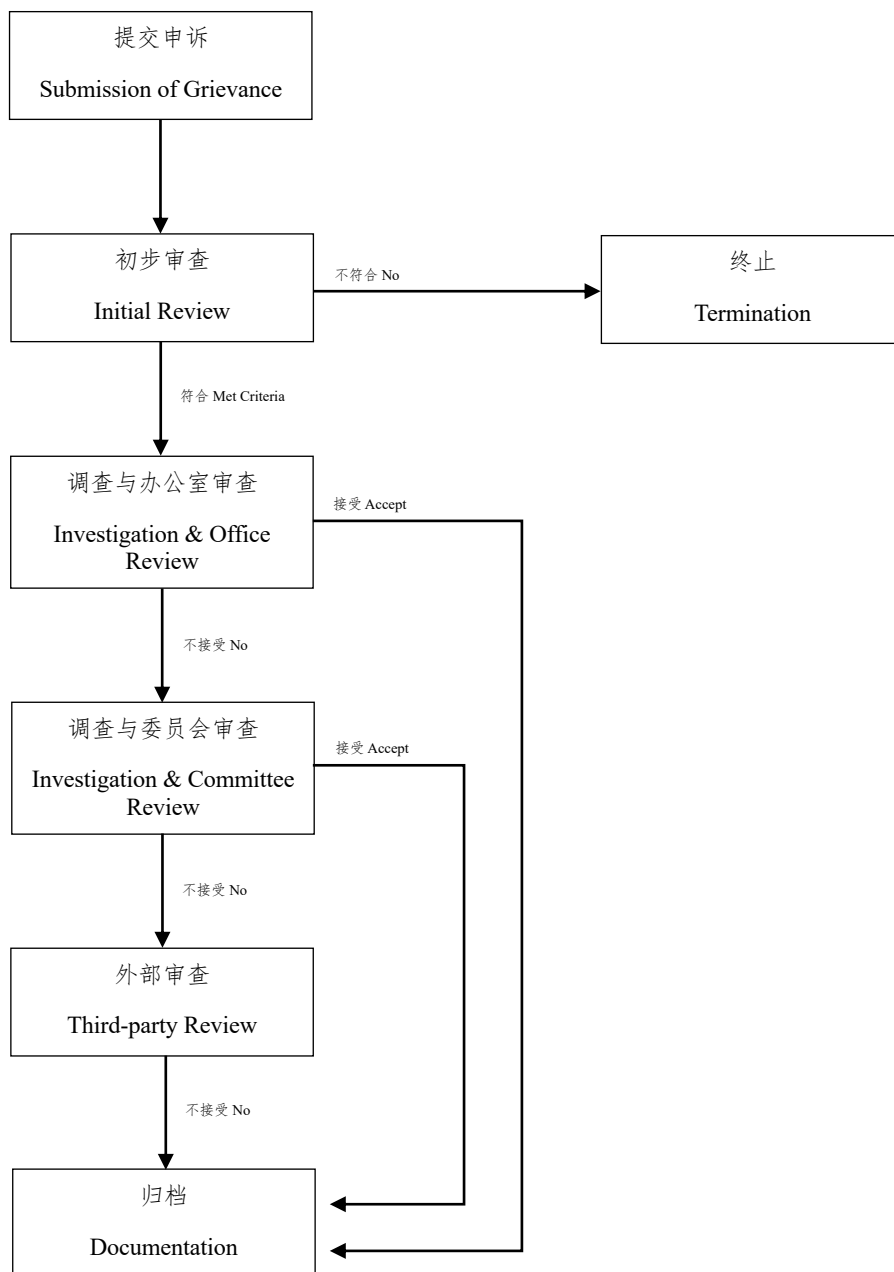 提交申诉
Submission of Grievance
初步审查
Initial Review
不符合 No
终止
Termination
符合 Met Criteria
调查与办公室审查
Investigation & Office
Review
接受 Accept
不接受 No
调查与委员会审查
Investigation & Committee
Review
接受 Accept
不接受 No
外部审查
Third-party Review
不接受 No
归档
Documentation